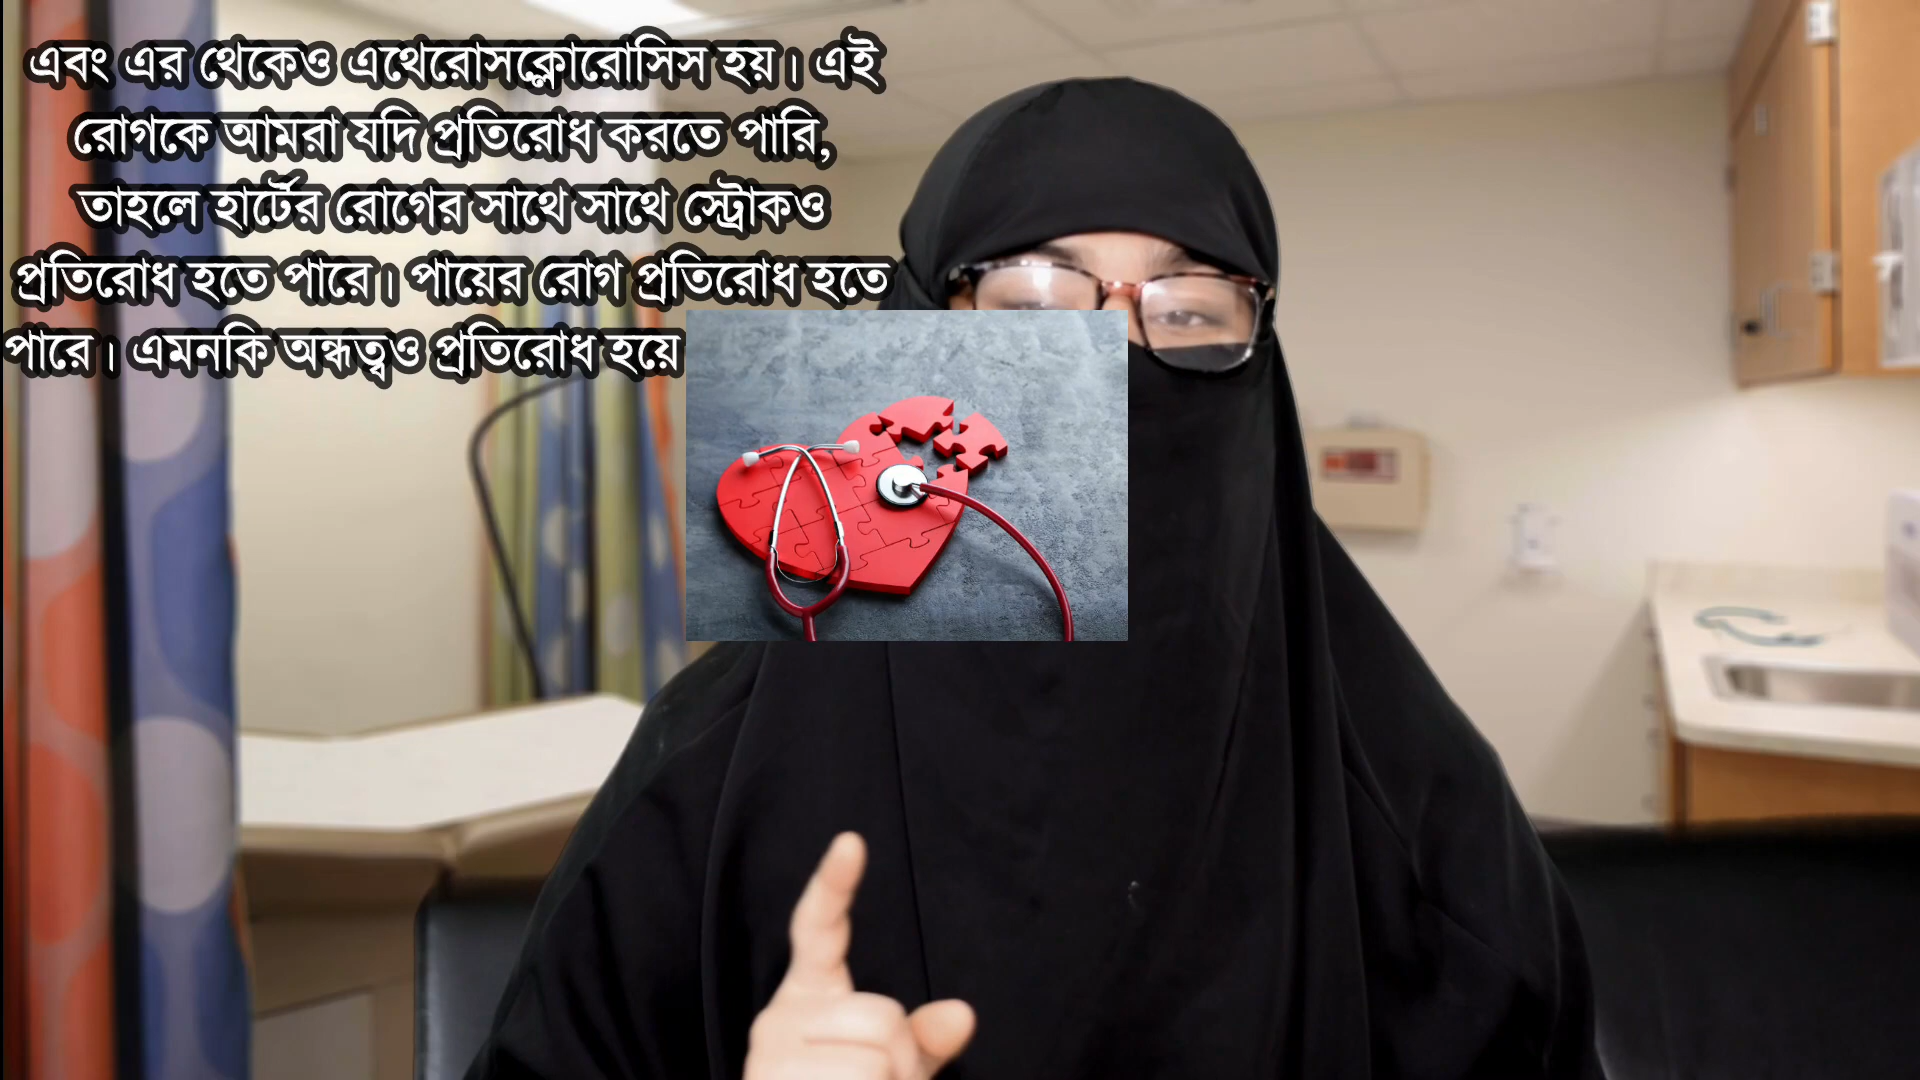 এবং এর থেকেও এথেরোসক্লোরোসিস হয়। এই
রোগকে আমরা যদি প্রতিরোধ করতে পারি,
তাহলে হার্টের রোগের সাথে সাথে স্ট্রোকও
প্রতিরোধ হতে পারে। পায়ের রোগ প্রতিরোধ হতে
পারে। এমনকি অন্ধত্বও প্রতিরোধ হয়ে